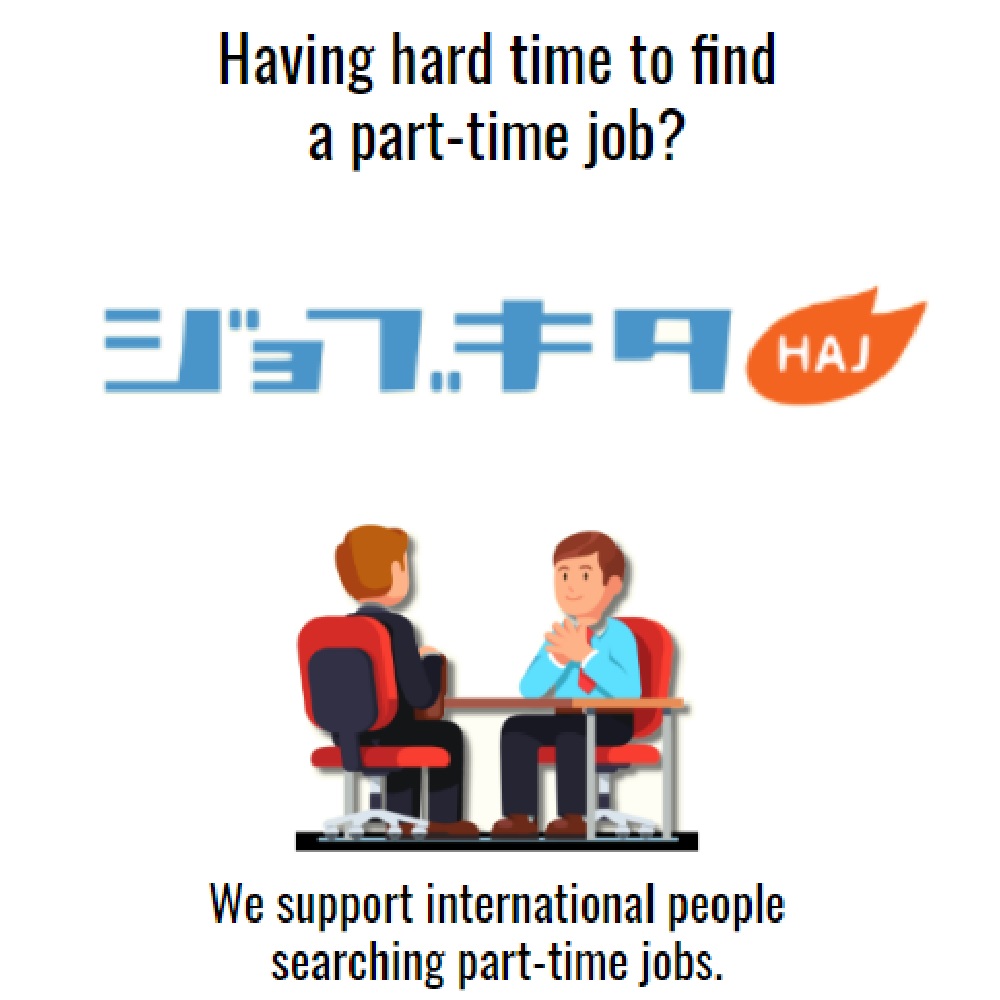 Having hard time to find
a part-time job?
ジョブキタ HAJ
We support international people
searching part-time jobs.